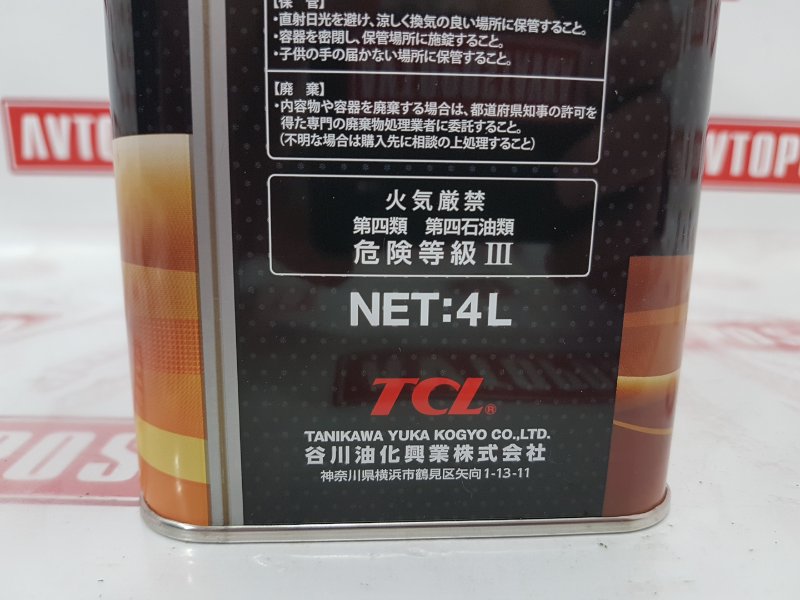 【保 管】
・直射日光を避け、涼しく換気の良い場所に保管すること。
・容器を密閉し、保管場所に施錠すること。
・子供の手の届かない場所に保管すること。
【廃 棄】
・内容物や容器を廃棄する場合は、都道府県知事の許可を
得た専門の廃棄物処理業者に委託すること。
(不明な場合は購入先に相談の上処理すること)
火気厳禁
第四類 第四石油類
危険等級 III
NET:4L
TCL®
TANIKAWA YUKA KOGYO CO.,LTD.
谷川油化興業株式会社
神奈川県横浜市鶴見区矢向1-13-11
AVTO
AVTOPO